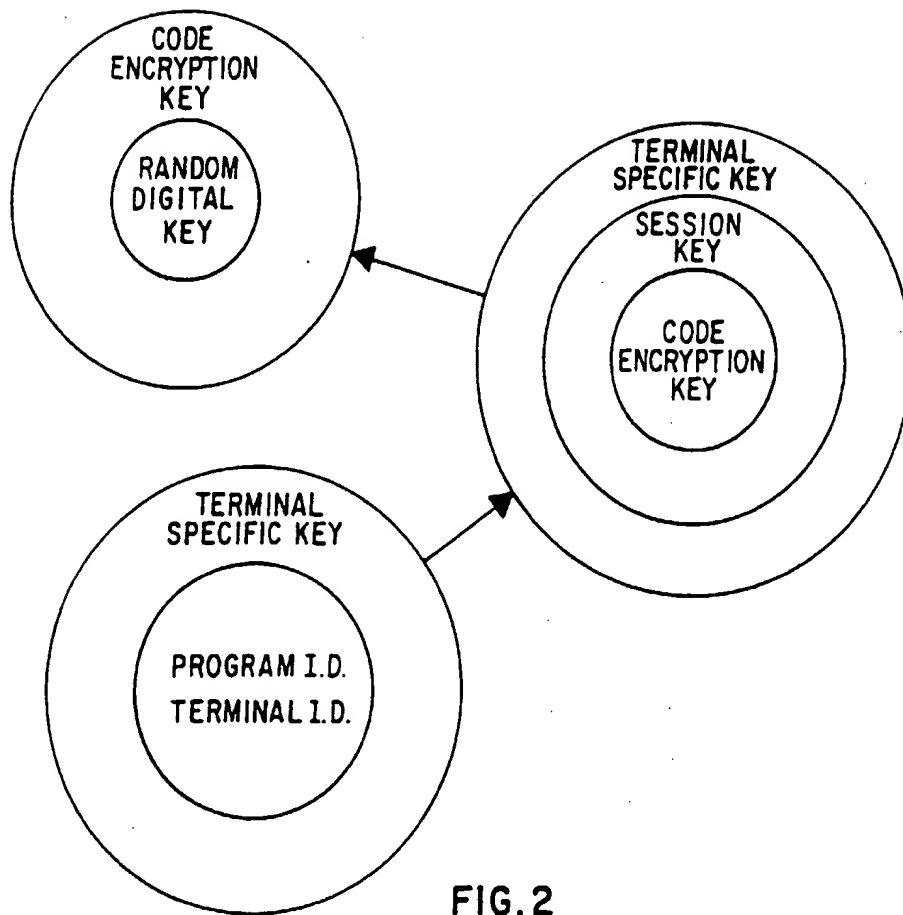 CODE
ENCRYPTION
KEY
RANDOM
DIGITAL
KEY
TERMINAL
SPECIFIC KEY
SESSION
KEY
CODE
ENCRYPTION
KEY
TERMINAL
SPECIFIC KEY
PROGRAM I.D.
TERMINAL I.D.
FIG.2